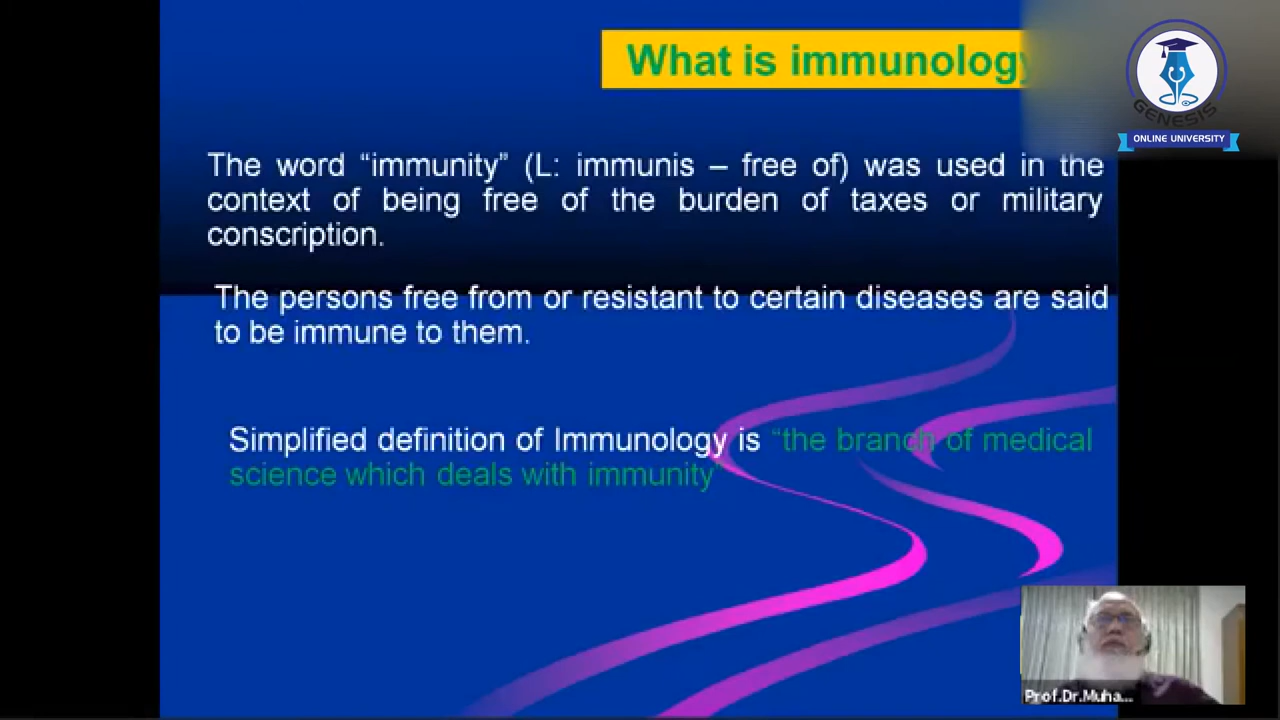 What is immunology
GENESIS
ONLINE UNIVERSITY
The word “immunity” (L: immunis – free of) was used in the
context of being free of the burden of taxes or military
conscription.
The persons free from or resistant to certain diseases are said
to be immune to them.
Simplified definition of Immunology is “the branch of medical
science which deals with immunity”
Prof.Dr.Muha...